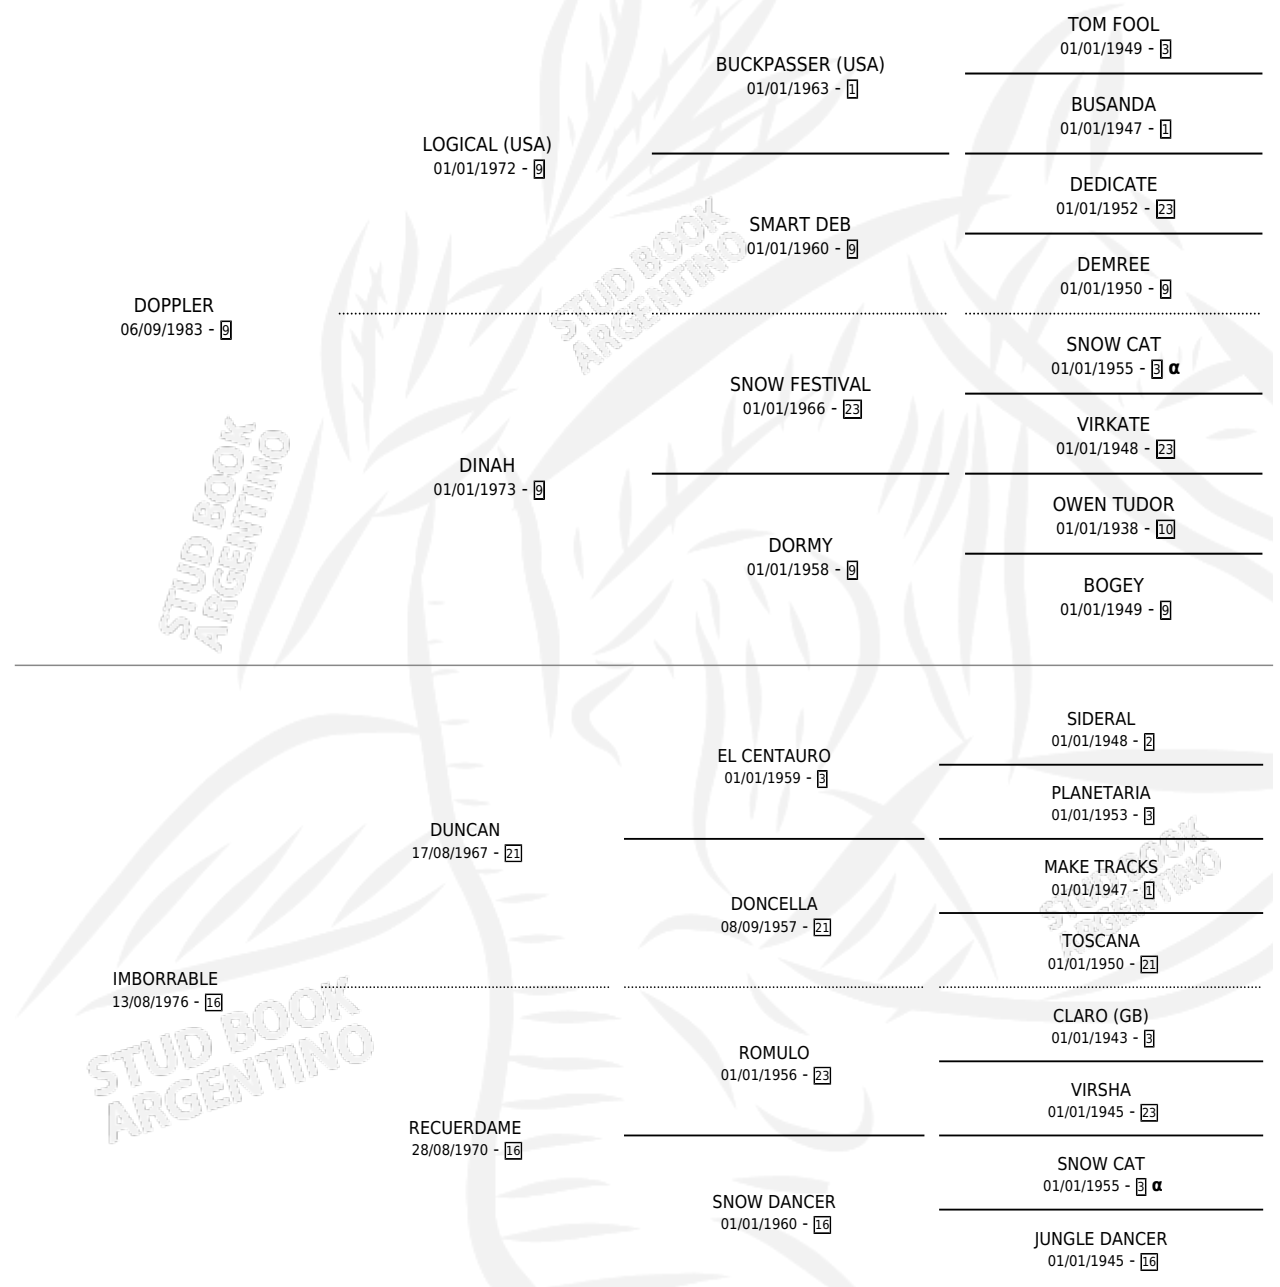 TOM FOOL
01/01/1949 - 3
BUCKPASSER (USA)
01/01/1963 - 1
BUSANDA
01/01/1947 - 1
LOGICAL (USA)
01/01/1972 - 9
DEDICATE
01/01/1952 - 23
SMART DEB
01/01/1960 - 9
DEMREE
01/01/1950 - 9
DOPPLER
06/09/1983 - 9
SNOW CAT
01/01/1955 - 3 α
SNOW FESTIVAL
01/01/1966 - 23
VIRKATE
01/01/1948 - 23
DINAH
01/01/1973 - 9
OWEN TUDOR
01/01/1938 - 10
DORMY
01/01/1958 - 9
BOGEY
01/01/1949 - 9
SIDERAL
01/01/1948 - 2
EL CENTAURO
01/01/1959 - 3
PLANETARIA
01/01/1953 - 3
DUNCAN
17/08/1967 - 21
MAKE TRACKS
01/01/1947 - 1
DONCELLA
08/09/1957 - 21
TOSCANA
01/01/1950 - 21
IMBORRABLE
13/08/1976 - 16
CLARO (GB)
01/01/1943 - 3
ROMULO
01/01/1956 - 23
VIRSHA
01/01/1945 - 23
RECUERDAME
28/08/1970 - 16
SNOW CAT
01/01/1955 - 3 α
SNOW DANCER
01/01/1960 - 16
JUNGLE DANCER
01/01/1945 - 16
STUD BOOK
ARGENTINO
STUD BOOK
ARGENTINO
STUD BOOK
ARGENTINO
STUD BOOK
ARGENTINO